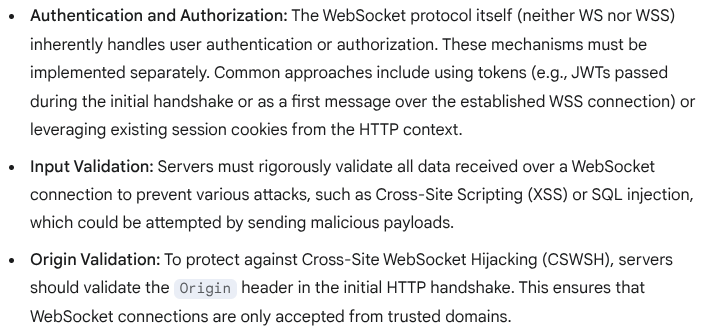 • Authentication and Authorization: The WebSocket protocol itself (neither WS nor WSS)
inherently handles user authentication or authorization. These mechanisms must be
implemented separately. Common approaches include using tokens (e.g., JWTs passed
during the initial handshake or as a first message over the established WSS connection) or
leveraging existing session cookies from the HTTP context.
• Input Validation: Servers must rigorously validate all data received over a WebSocket
connection to prevent various attacks, such as Cross-Site Scripting (XSS) or SQL injection,
which could be attempted by sending malicious payloads.
• Origin Validation: To protect against Cross-Site WebSocket Hijacking (CSWSH), servers
should validate the Origin header in the initial HTTP handshake. This ensures that
WebSocket connections are only accepted from trusted domains.